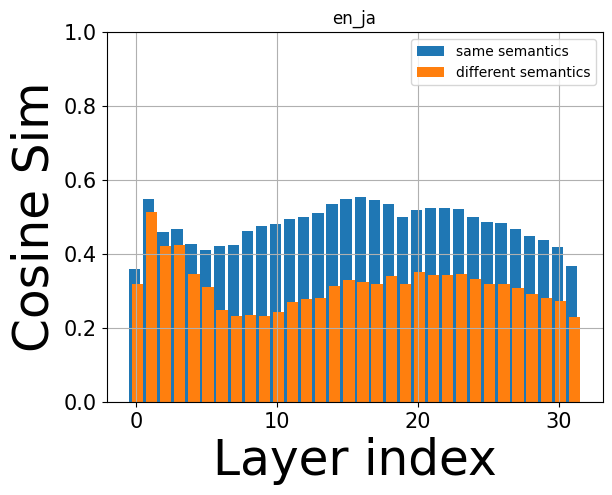 en_ja
same semantics
different semantics
Cosine Sim
1.0
0.8
0.6
0.4
0.2
0.0
0 10 20 30
Layer index